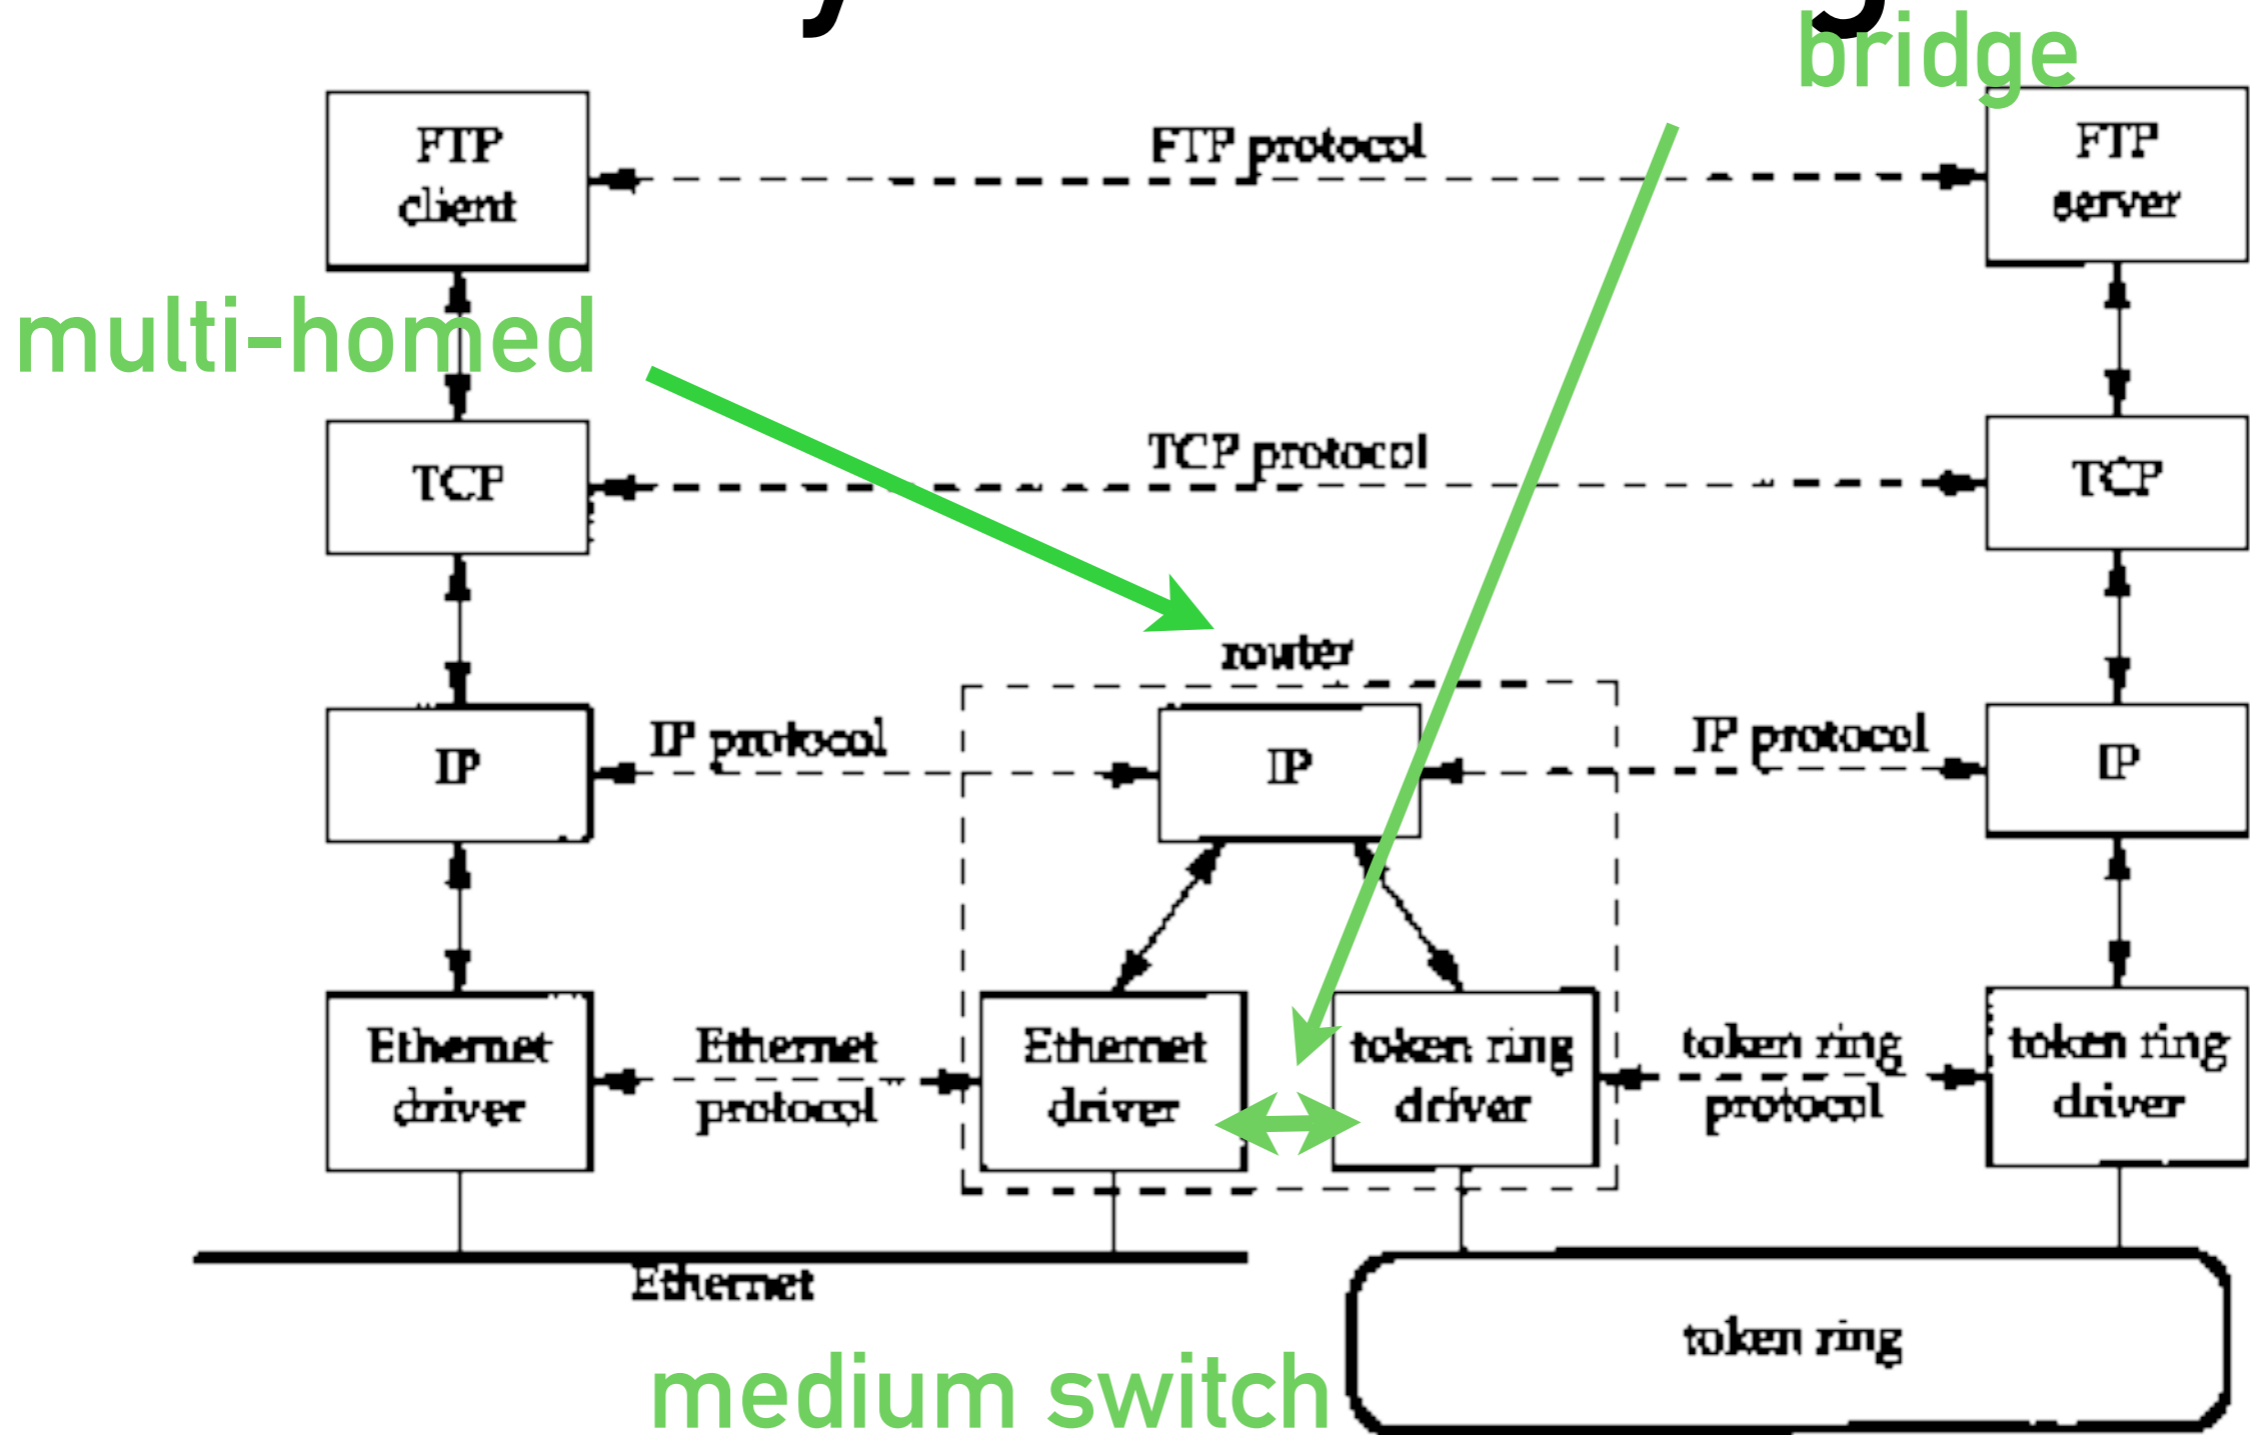 bridge
FTP
client
FTP protocol
FTP
server
multi-homed
TCP
TCP protocol
TCP
router
IP
IP protocol
IP
IP protocol
IP
Ethernet
driver
Ethernet
protocol
Ethernet
driver
token ring
driver
token ring
protocol
token ring
driver
Ethernet
token ring
medium switch